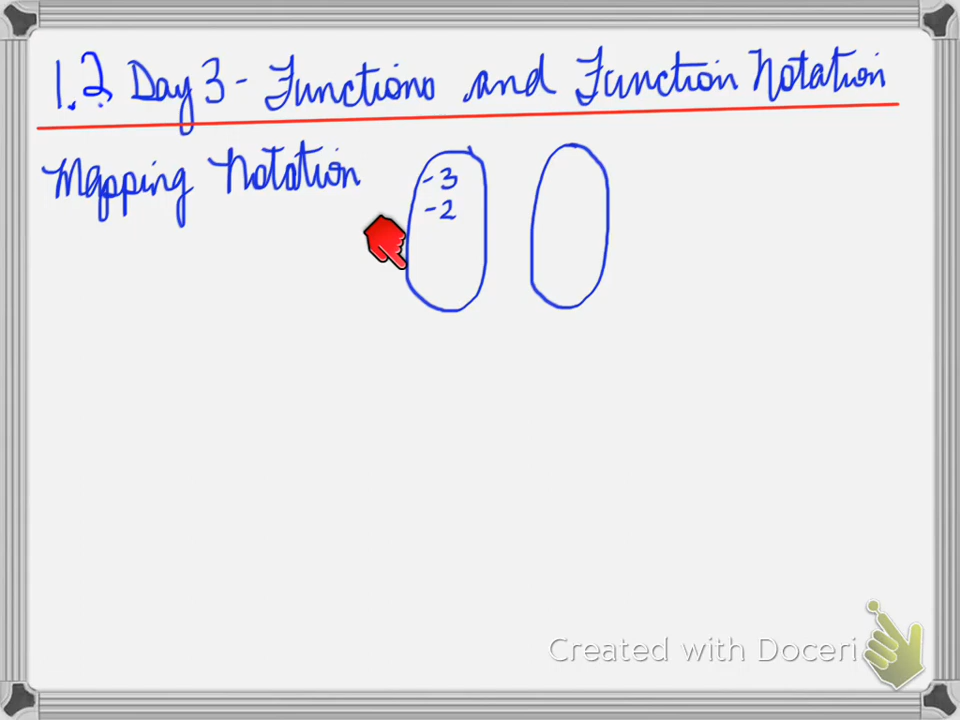 1.2 Day 3 - Functions and Function Notation
Mapping Notation
-3
-2
Created with Doceri